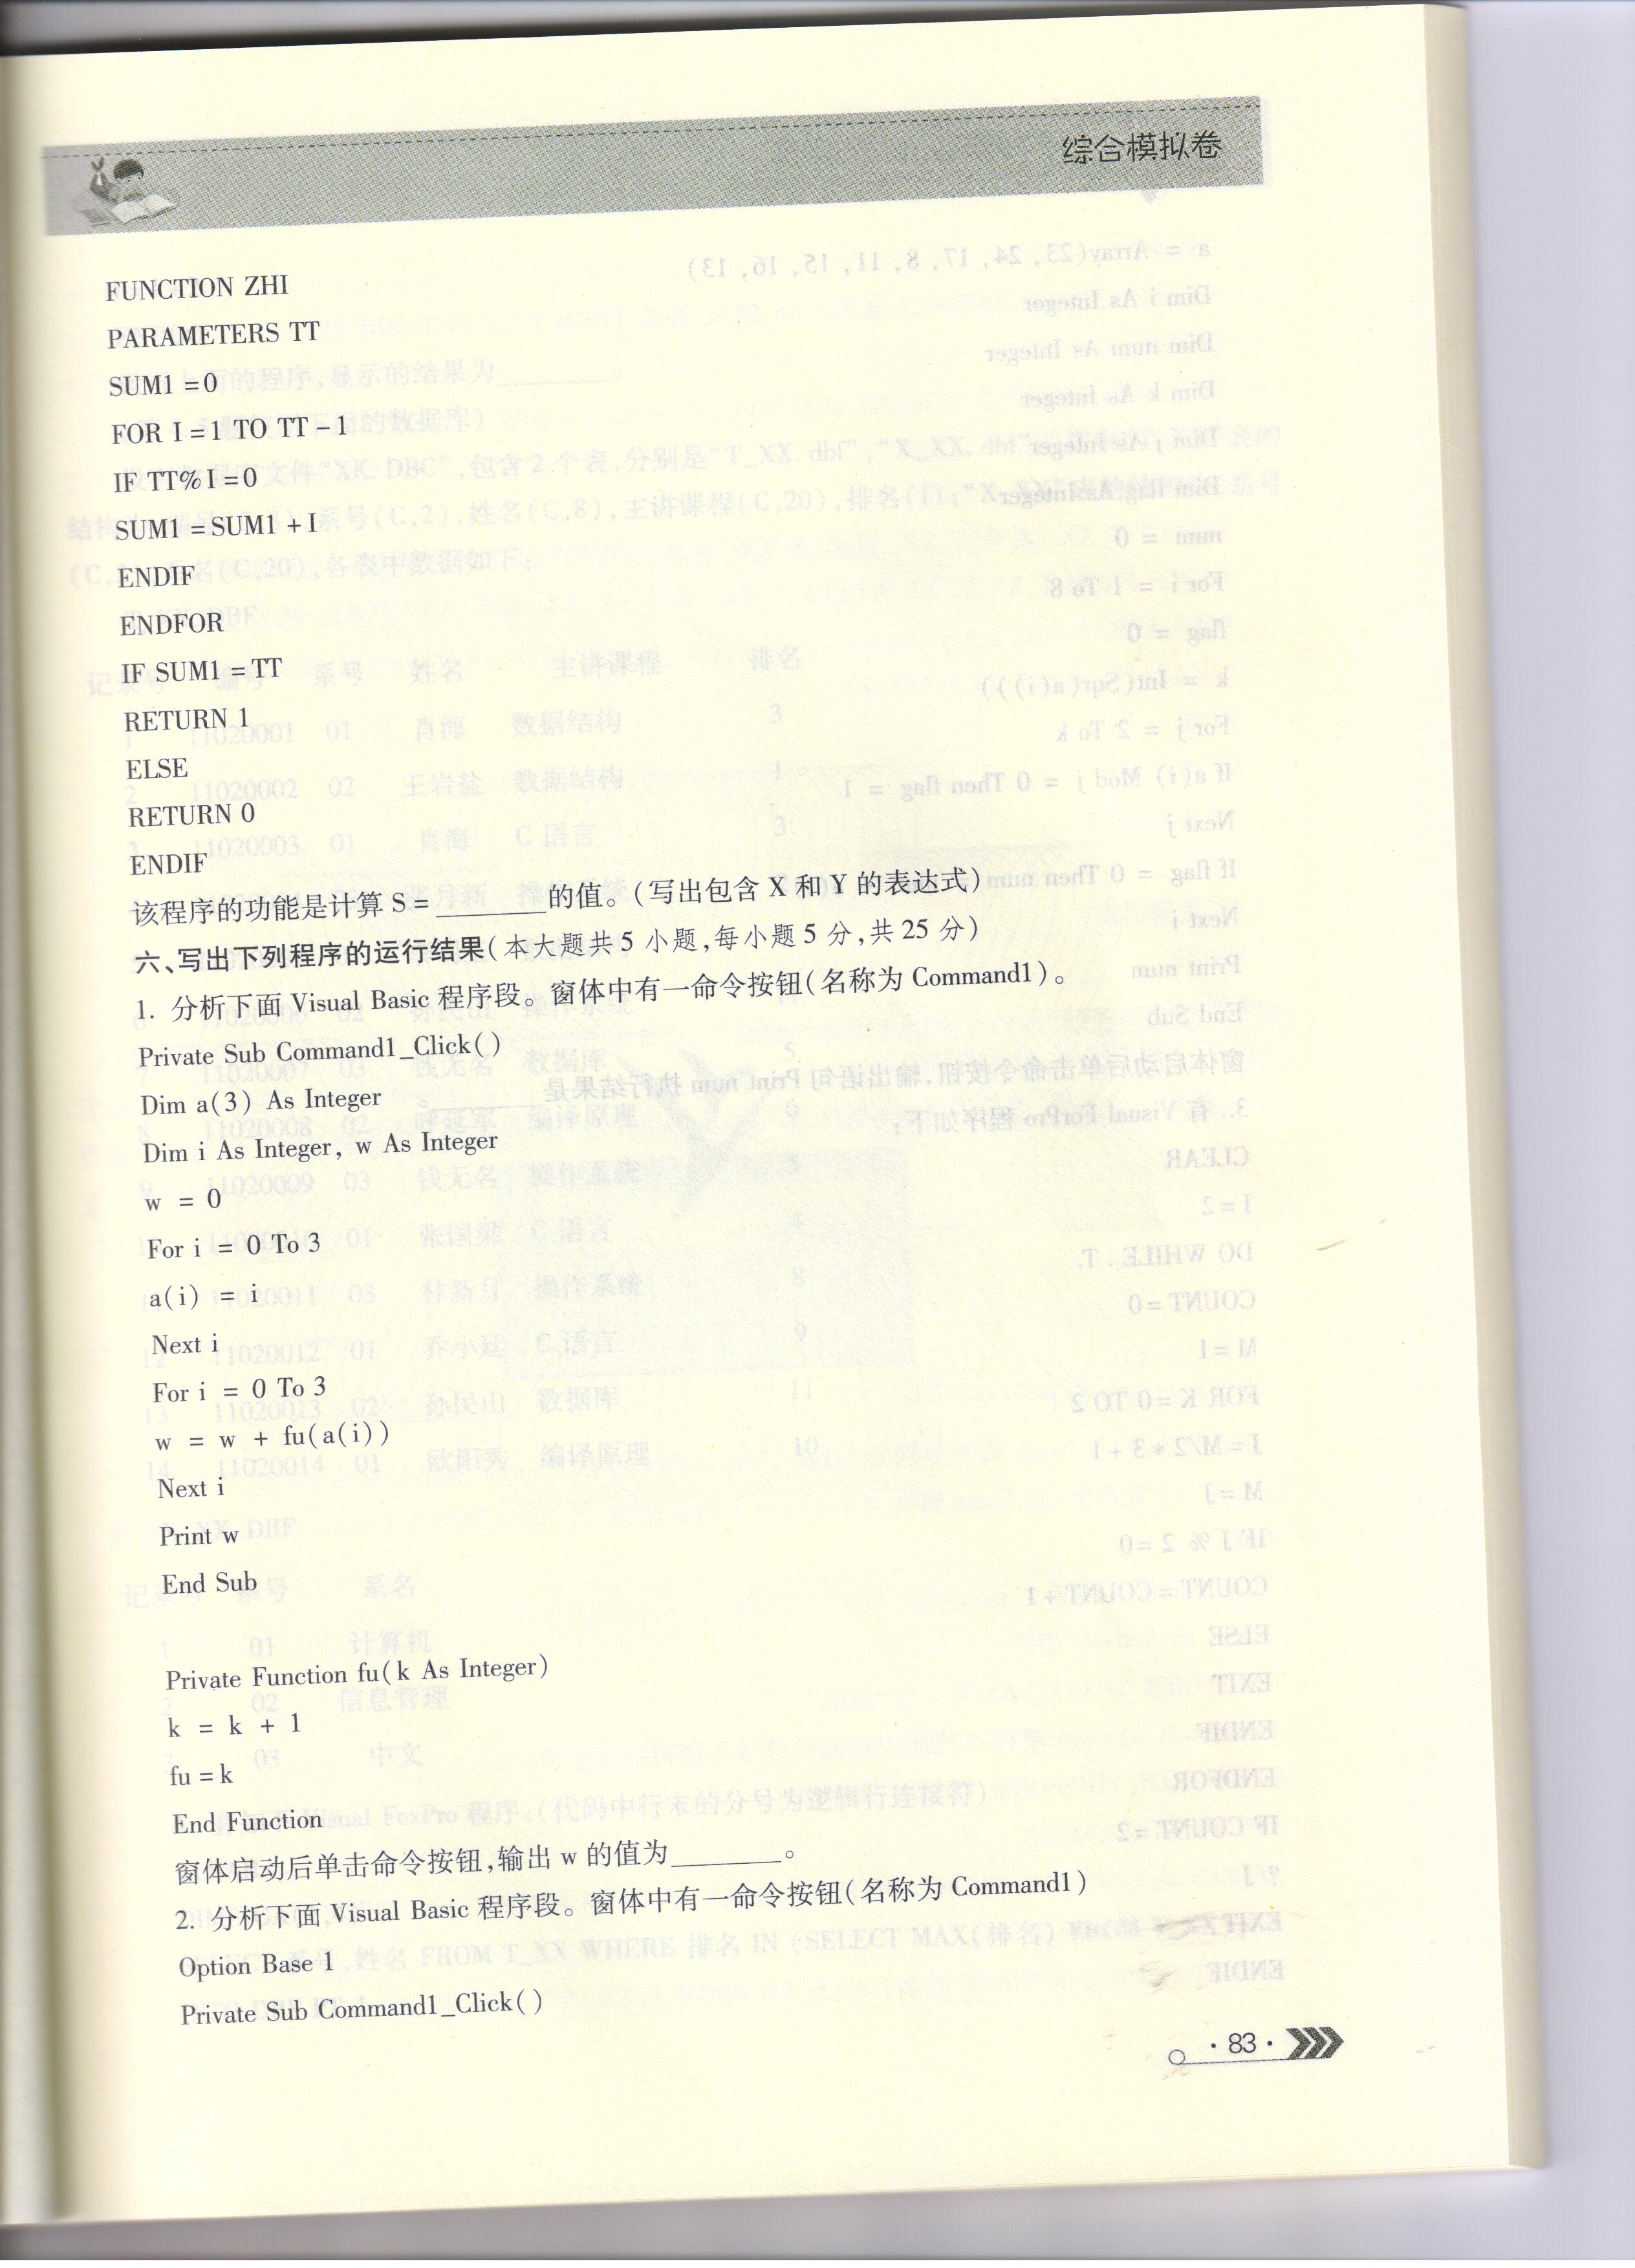 综合模拟卷
FUNCTION ZHI
PARAMETERS TT
SUM1 =0
FOR I =1 TO TT -1
IF TT% I =0
SUM1 =SUM1 +I
ENDIF
ENDFOR
IF SUM1 =TT
RETURN 1
ELSE
RETURN 0
ENDIF
该程序的功能是计算 S = ________的值。(写出包含 X 和 Y 的表达式)
六、写出下列程序的运行结果(本大题共 5 小题,每小题 5 分,共 25 分)
1. 分析下面 Visual Basic 程序段。窗体中有一命令按钮(名称为 Command1)。
Private Sub Command1_Click( )
Dim a(3) As Integer
Dim i As Integer, w As Integer
w = 0
For i = 0 To 3
a(i) = i
Next i
For i = 0 To 3
w = w + fu(a(i))
Next i
Print w
End Sub
Private Function fu(k As Integer)
k = k + 1
fu =k
End Function
窗体启动后单击命令按钮,输出 w 的值为________。
2. 分析下面 Visual Basic 程序段。窗体中有一命令按钮(名称为 Command1)
Option Base 1
Private Sub Command1_Click( )
· 83 ·